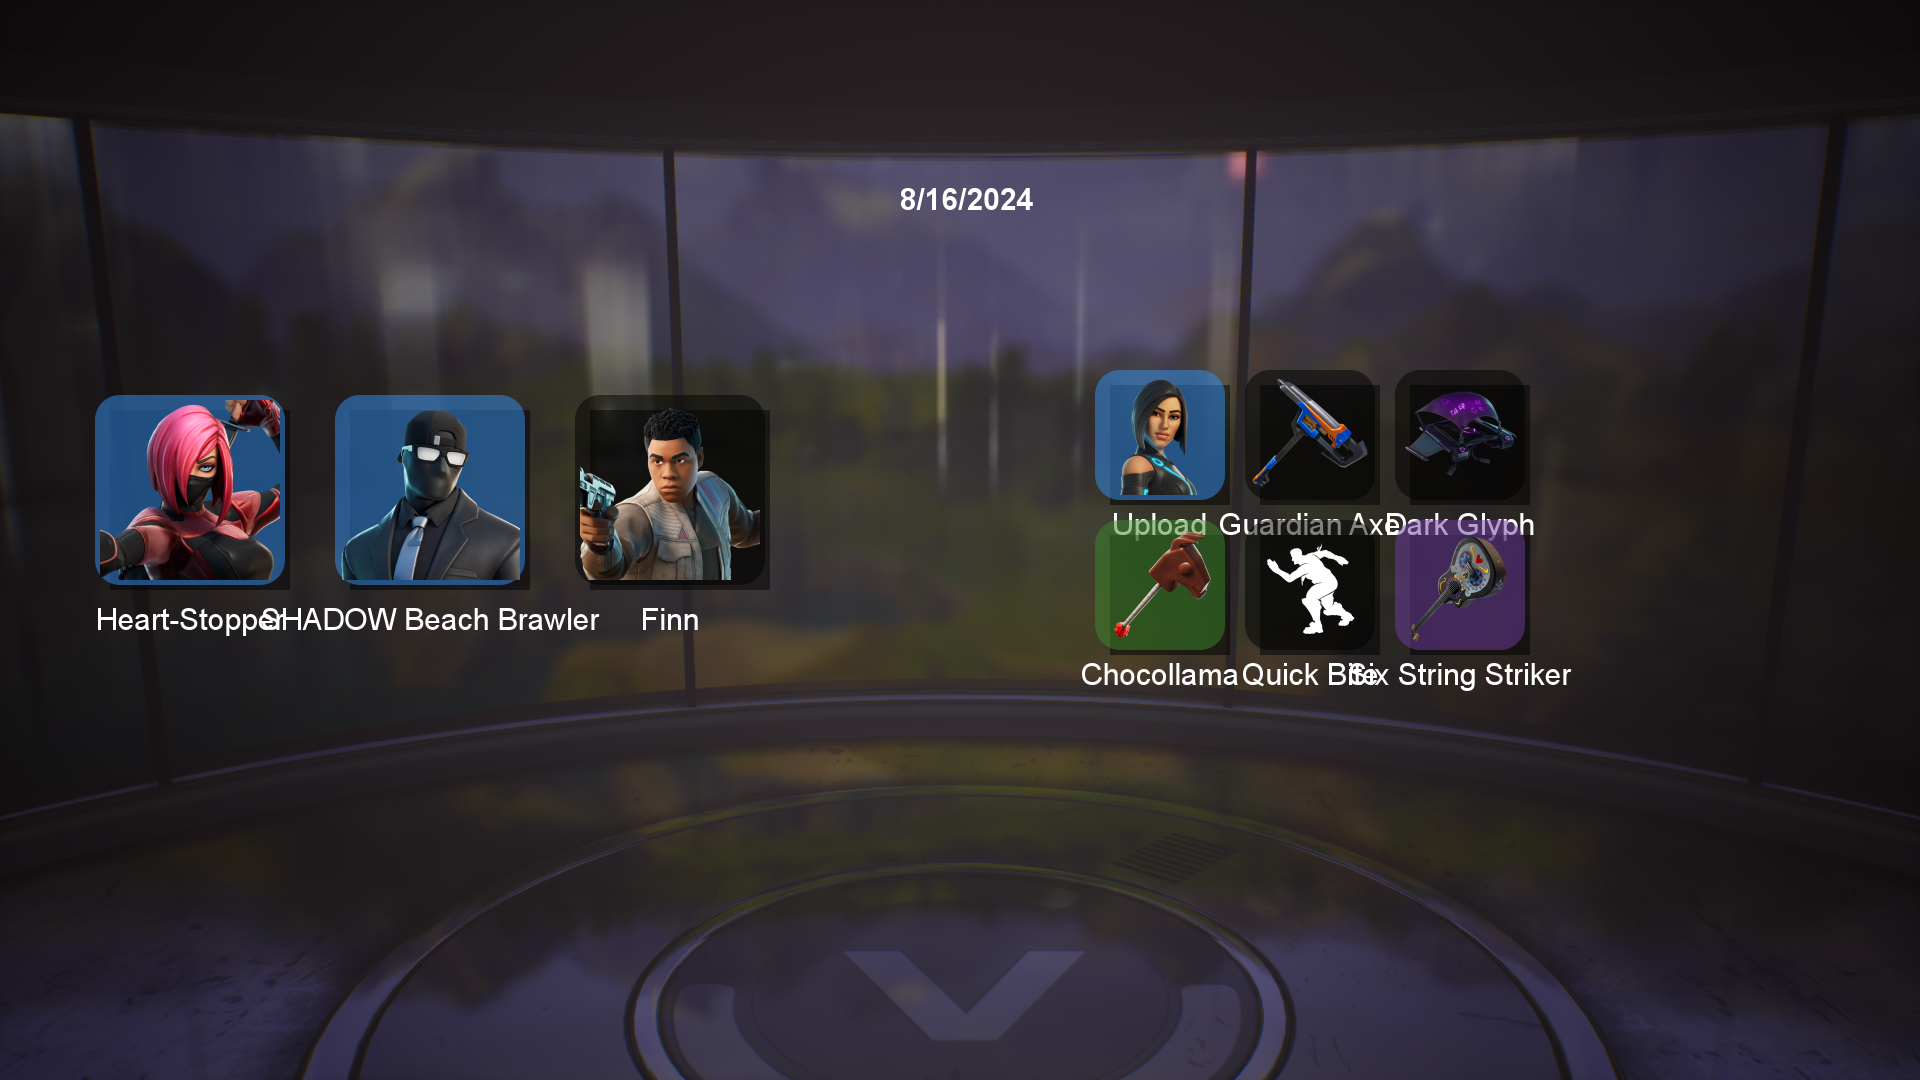 8/16/2024
Heart-Stopper
SHADOW Beach Brawler
Finn
Upload
Guardian Axe
Dark Glyph
Chocollama
Quick Bite
Six String Striker